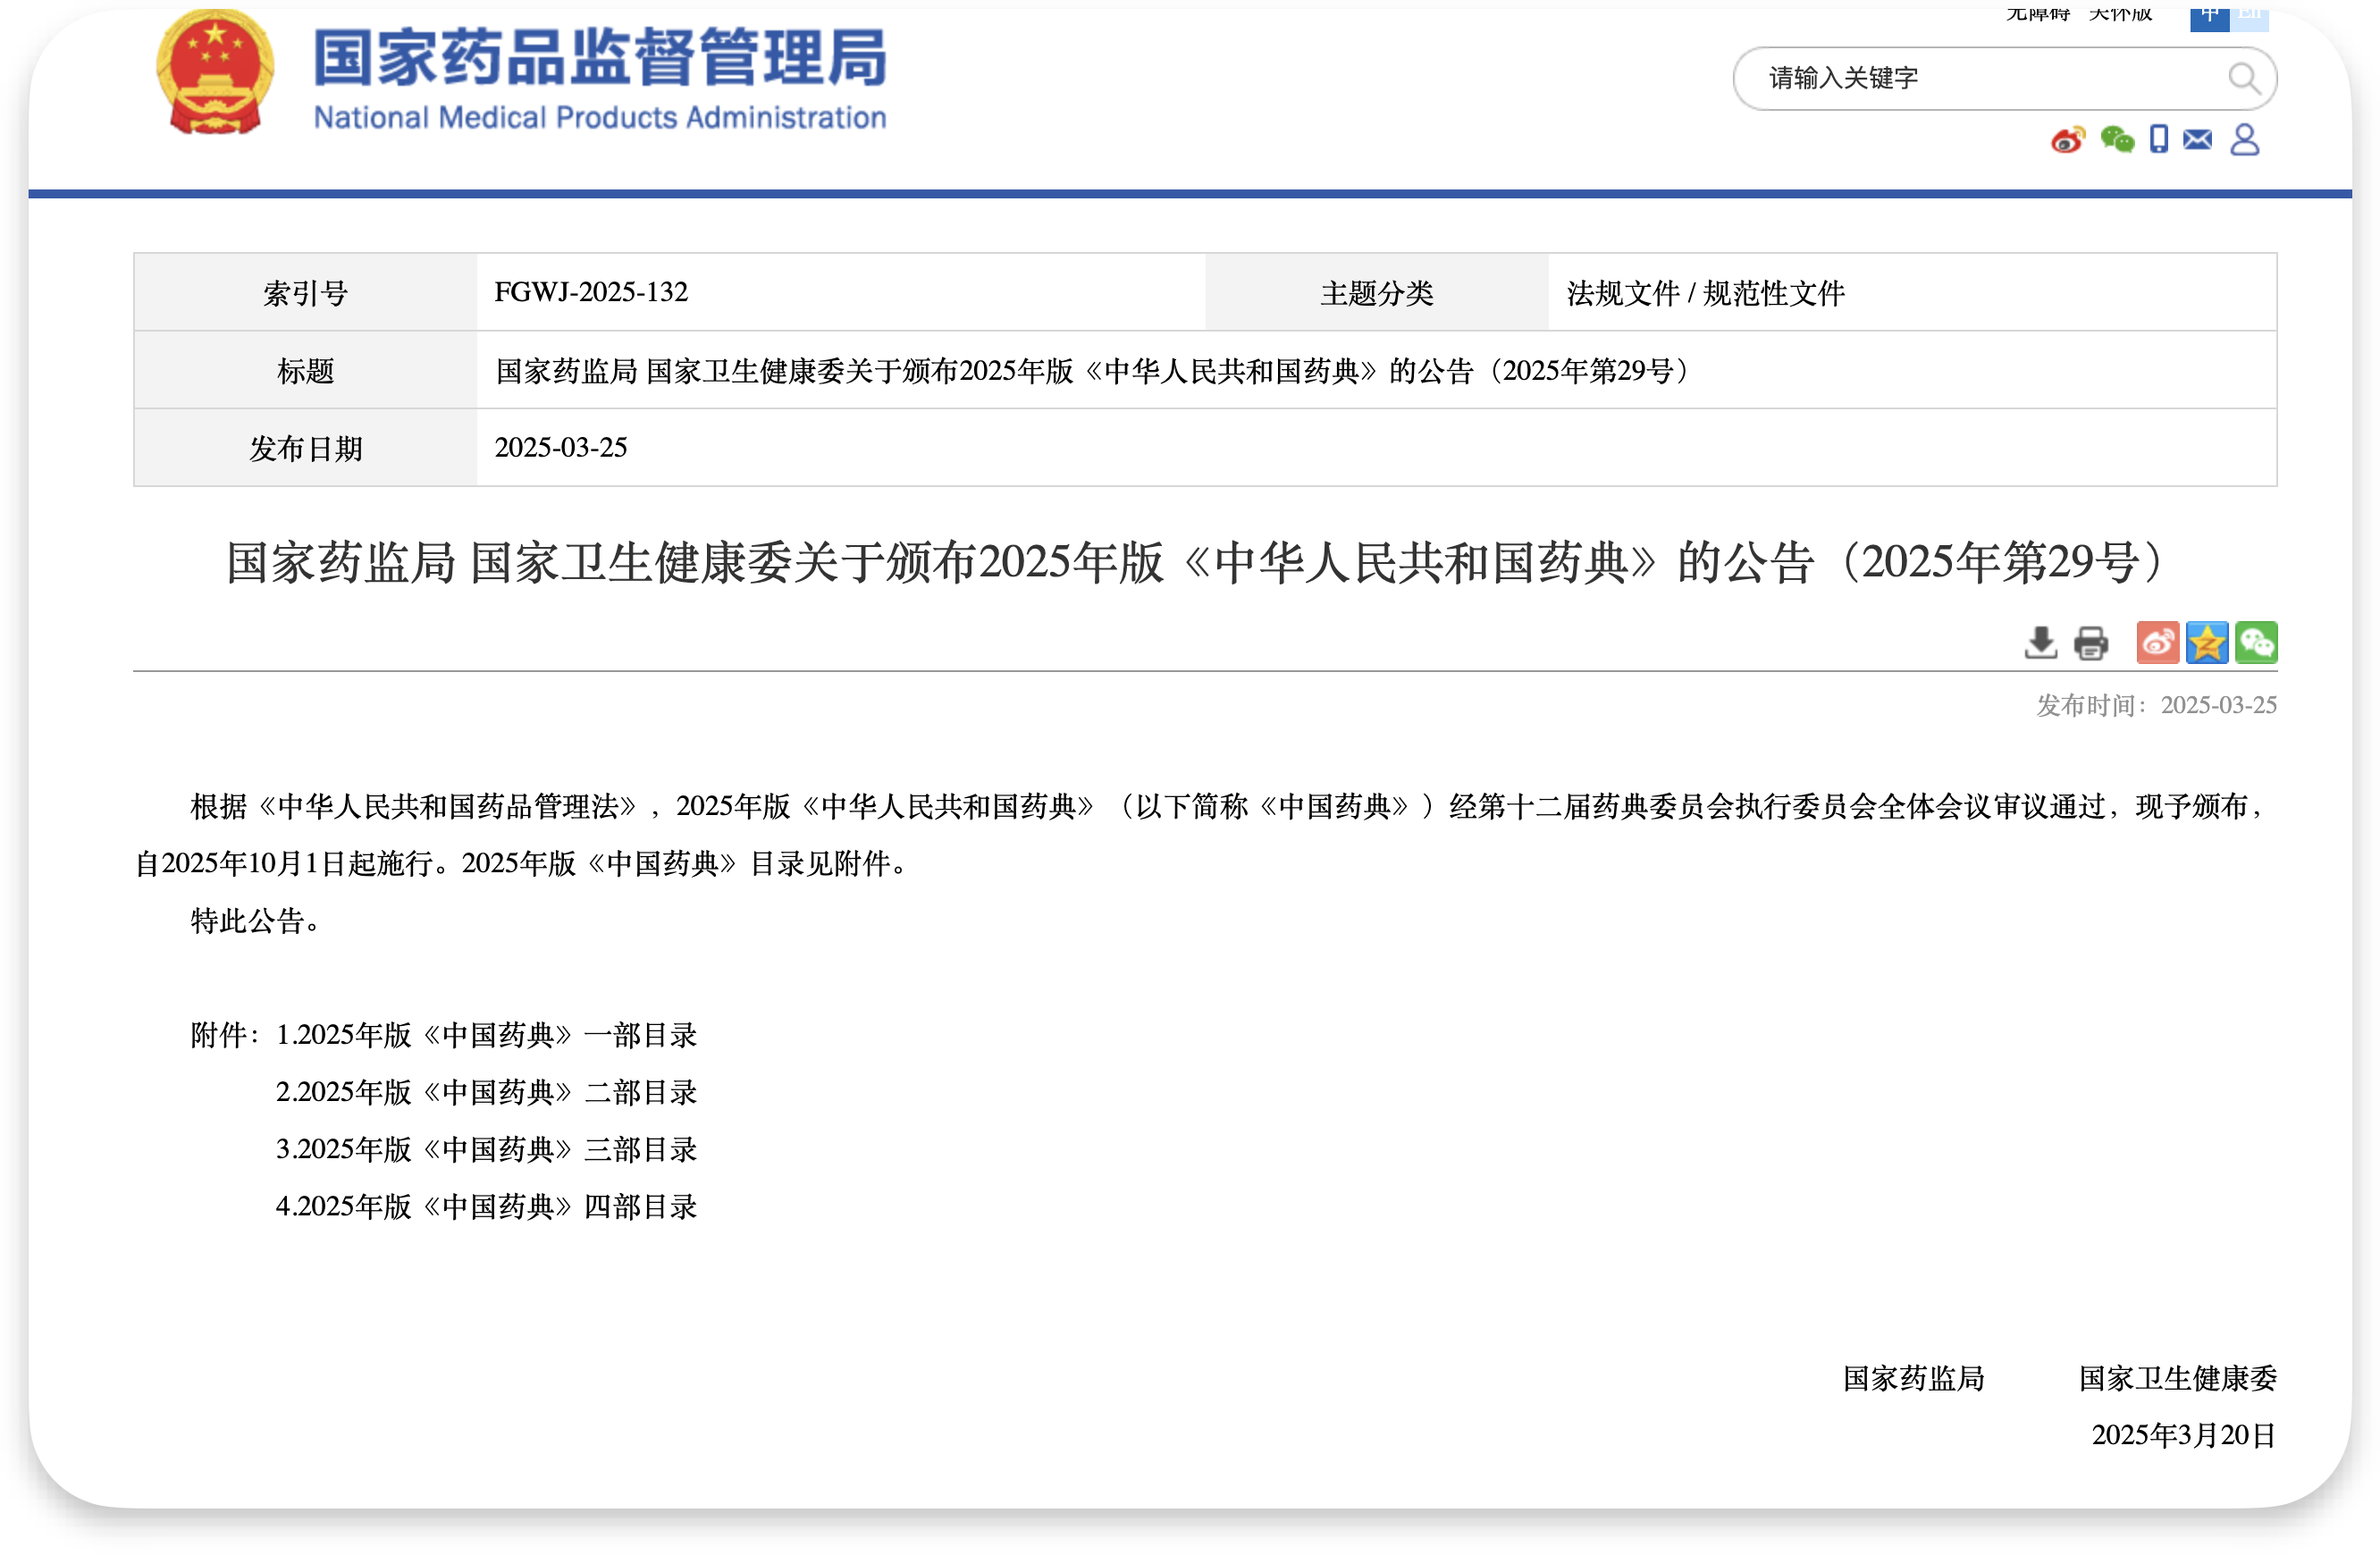 无障碍 关怀版 中 En
国家药品监督管理局
National Medical Products Administration
请输入关键字
索引号 FGWJ-2025-132 主题分类 法规文件 / 规范性文件
标题 国家药监局 国家卫生健康委关于颁布2025年版《中华人民共和国药典》的公告（2025年第29号）
发布日期 2025-03-25
国家药监局 国家卫生健康委关于颁布2025年版《中华人民共和国药典》的公告（2025年第29号）
发布时间：2025-03-25
根据《中华人民共和国药品管理法》，2025年版《中华人民共和国药典》（以下简称《中国药典》）经第十二届药典委员会执行委员会全体会议审议通过，现予颁布，
自2025年10月1日起施行。2025年版《中国药典》目录见附件。
特此公告。
附件：1.2025年版《中国药典》一部目录
2.2025年版《中国药典》二部目录
3.2025年版《中国药典》三部目录
4.2025年版《中国药典》四部目录
国家药监局 国家卫生健康委
2025年3月20日